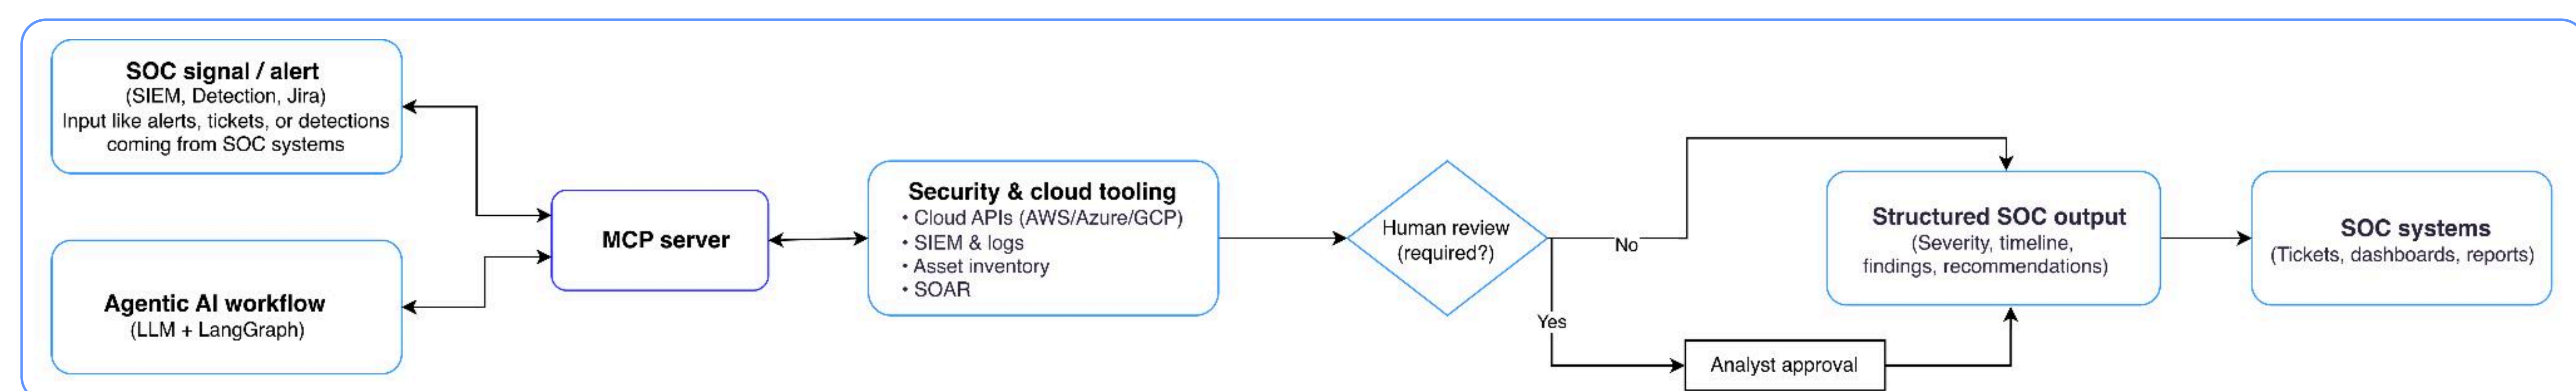 SOC signal / alert
(SIEM, Detection, Jira)
Input like alerts, tickets, or detections
coming from SOC systems
Agentic AI workflow
(LLM + LangGraph)
MCP server
Security & cloud tooling
• Cloud APIs (AWS/Azure/GCP)
• SIEM & logs
• Asset inventory
• SOAR
Human review
(required?)
No
Yes
Analyst approval
Structured SOC output
(Severity, timeline,
findings, recommendations)
SOC systems
(Tickets, dashboards, reports)